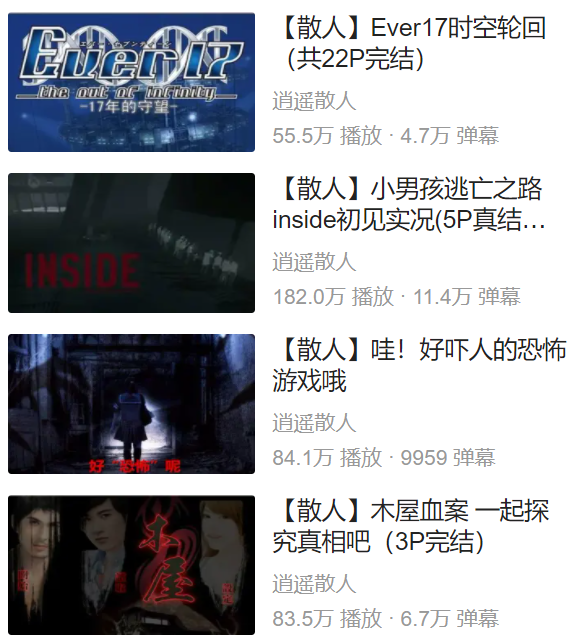 Ever17
the out of infinity
-17年的守望-
【散人】Ever17时空轮回
（共22P完结）
逍遥散人
55.5万 播放 · 4.7万 弹幕
INSIDE
【散人】小男孩逃亡之路
inside初见实况(5P真结…
逍遥散人
182.0万 播放 · 11.4万 弹幕
好“恐怖”呢
【散人】哇！好吓人的恐怖
游戏哦
逍遥散人
84.1万 播放 · 9959 弹幕
木屋
【散人】木屋血案 一起探
究真相吧（3P完结）
逍遥散人
83.5万 播放 · 6.7万 弹幕